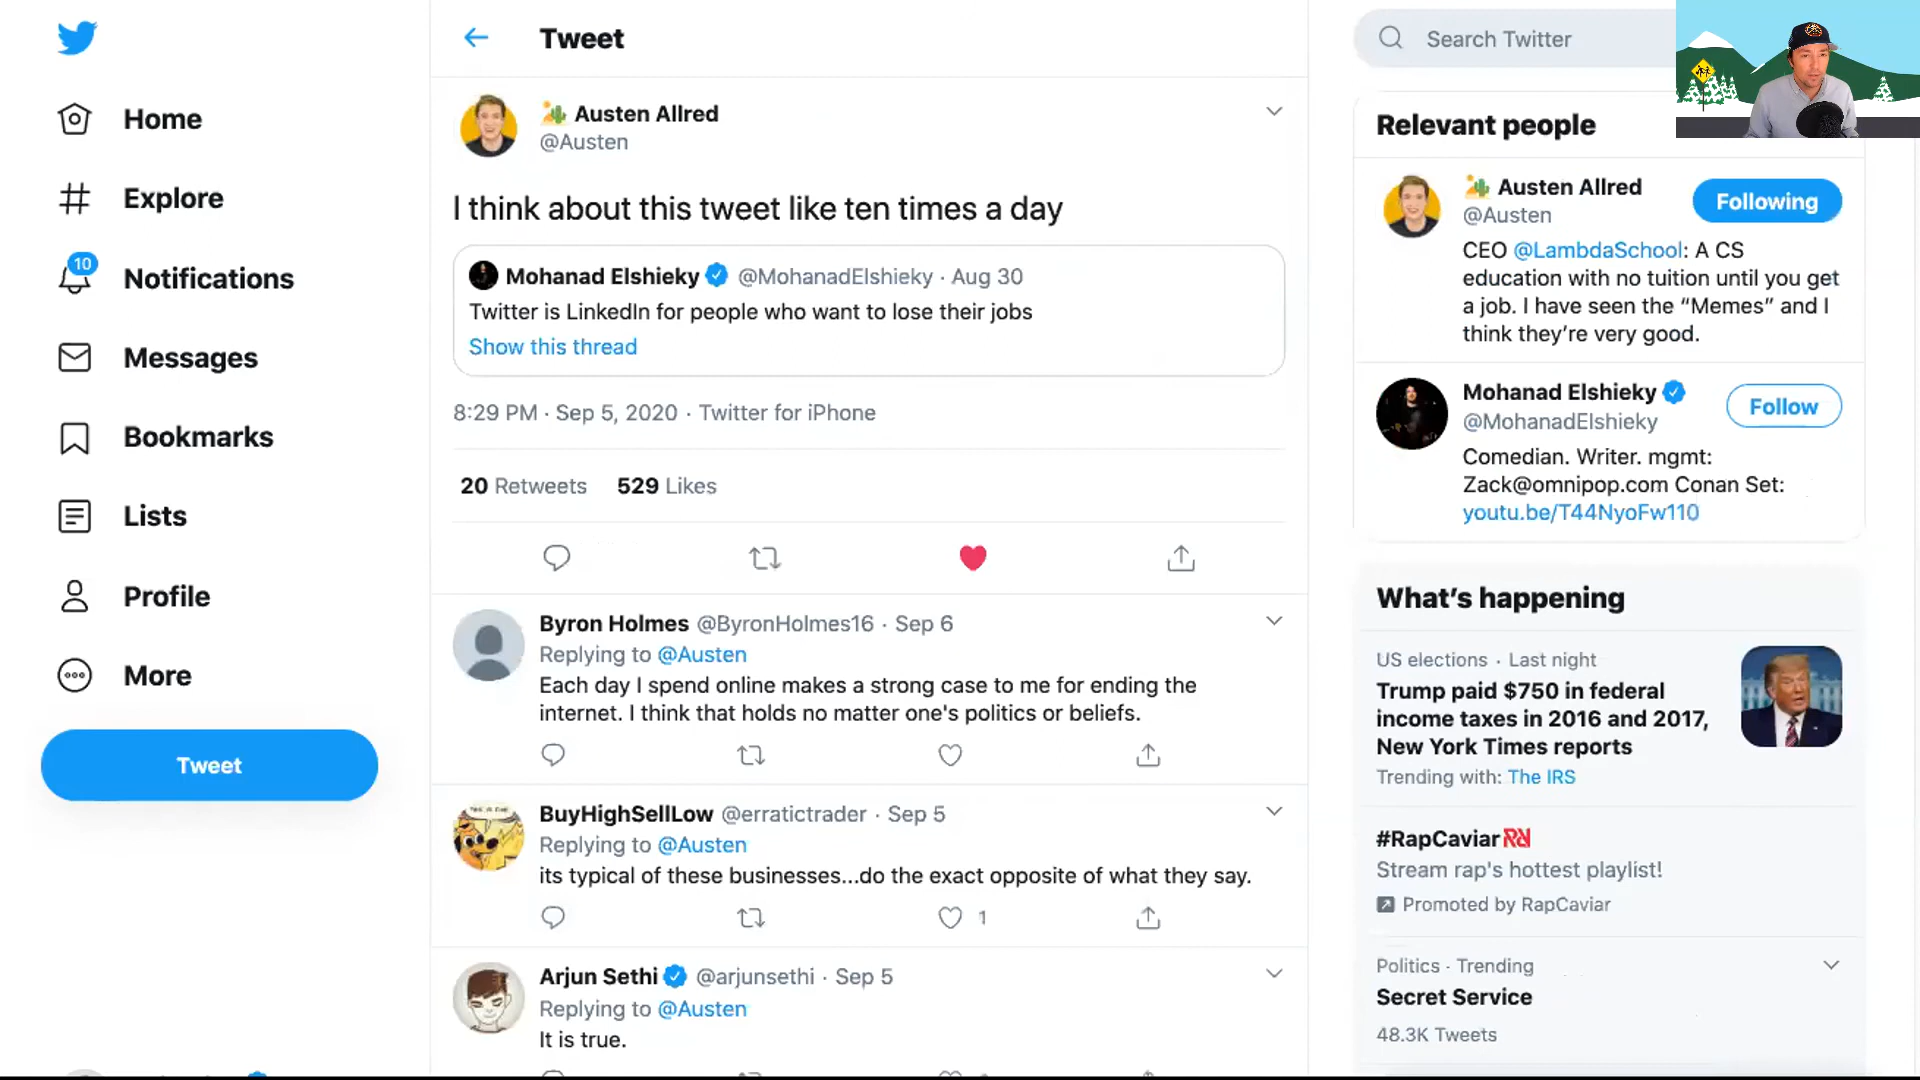 Home
Explore
10
Notifications
Messages
Bookmarks
Lists
Profile
More
Tweet
Tweet
Austen Allred
@Austen
I think about this tweet like ten times a day
Mohanad Elshieky @MohanadElshieky · Aug 30
Twitter is LinkedIn for people who want to lose their jobs
Show this thread
8:29 PM · Sep 5, 2020 · Twitter for iPhone
20 Retweets 529 Likes
Byron Holmes @ByronHolmes16 · Sep 6
Replying to @Austen
Each day I spend online makes a strong case to me for ending the
internet. I think that holds no matter one's politics or beliefs.
BuyHighSellLow @erratictrader · Sep 5
Replying to @Austen
its typical of these businesses...do the exact opposite of what they say.
1
Arjun Sethi @arjunsethi · Sep 5
Replying to @Austen
It is true.
Search Twitter
Relevant people
Austen Allred
@Austen
Following
CEO @LambdaSchool: A CS
education with no tuition until you get
a job. I have seen the “Memes” and I
think they’re very good.
Mohanad Elshieky
@MohanadElshieky
Follow
Comedian. Writer. mgmt:
Zack@omnipop.com Conan Set:
youtu.be/T44NyoFw110
What’s happening
US elections · Last night
Trump paid $750 in federal
income taxes in 2016 and 2017,
New York Times reports
Trending with: The IRS
#RapCaviar
Stream rap's hottest playlist!
Promoted by RapCaviar
Politics · Trending
Secret Service
48.3K Tweets